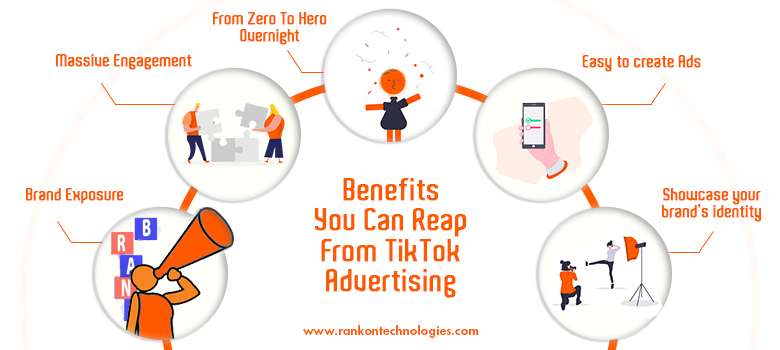 From Zero To Hero
Overnight
Massive Engagement
Easy to create Ads
Brand Exposure
Showcase your
brand's identity
B
R
A
N
Benefits
You Can Reap
From TikTok
Advertising
www.rankontechnologies.com